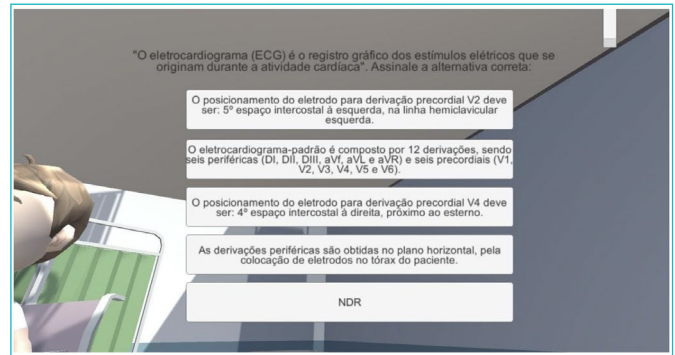 "O eletrocardiograma (ECG) é o registro gráfico dos estímulos elétricos que se
originam durante a atividade cardíaca". Assinale a alternativa correta:
O posicionamento do eletrodo para derivação precordial V2 deve
ser: 5º espaço intercostal à esquerda, na linha hemiclavicular
esquerda.
O eletrocardiograma-padrão é composto por 12 derivações, sendo
seis periféricas (DI, DII, DIII, aVf, aVL e aVR) e seis precordiais (V1,
V2, V3, V4, V5 e V6).
O posicionamento do eletrodo para derivação precordial V4 deve
ser: 4º espaço intercostal à direita, próximo ao esterno.
As derivações periféricas são obtidas no plano horizontal, pela
colocação de eletrodos no tórax do paciente.
NDR